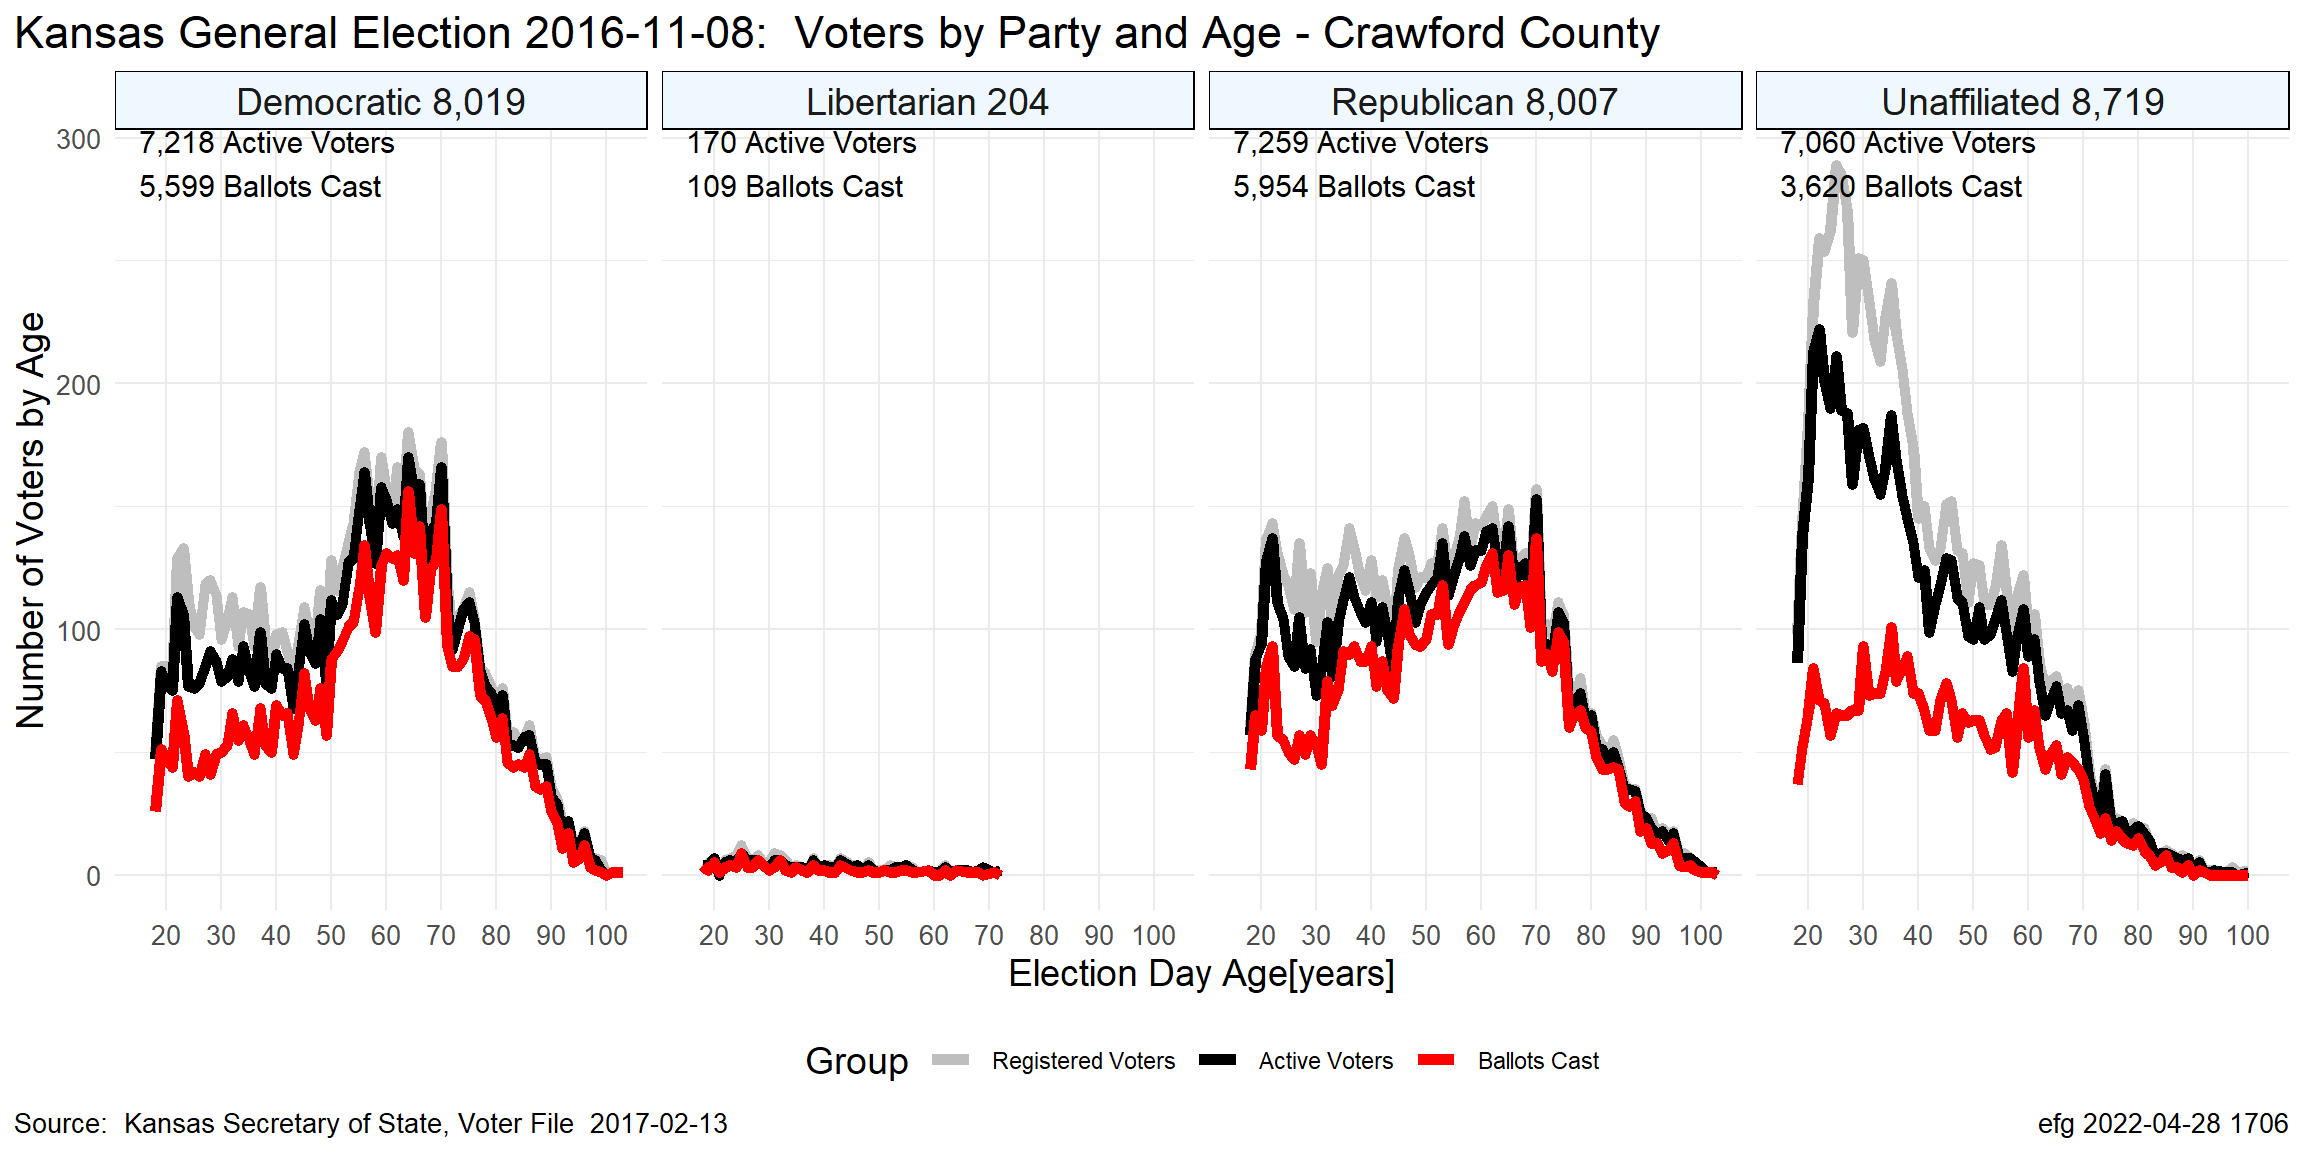 Kansas General Election 2016-11-08:  Voters by Party and Age - Crawford County
Democratic 8,019
Libertarian 204
Republican 8,007
Unaffiliated 8,719
7,218 Active Voters
5,599 Ballots Cast
170 Active Voters
109 Ballots Cast
7,259 Active Voters
5,954 Ballots Cast
7,060 Active Voters
3,620 Ballots Cast
Number of Voters by Age
300
200
100
0
20 30 40 50 60 70 80 90 100
20 30 40 50 60 70 80 90 100
20 30 40 50 60 70 80 90 100
20 30 40 50 60 70 80 90 100
Election Day Age[years]
Group Registered Voters Active Voters Ballots Cast
Source:  Kansas Secretary of State, Voter File  2017-02-13
efg 2022-04-28 1706